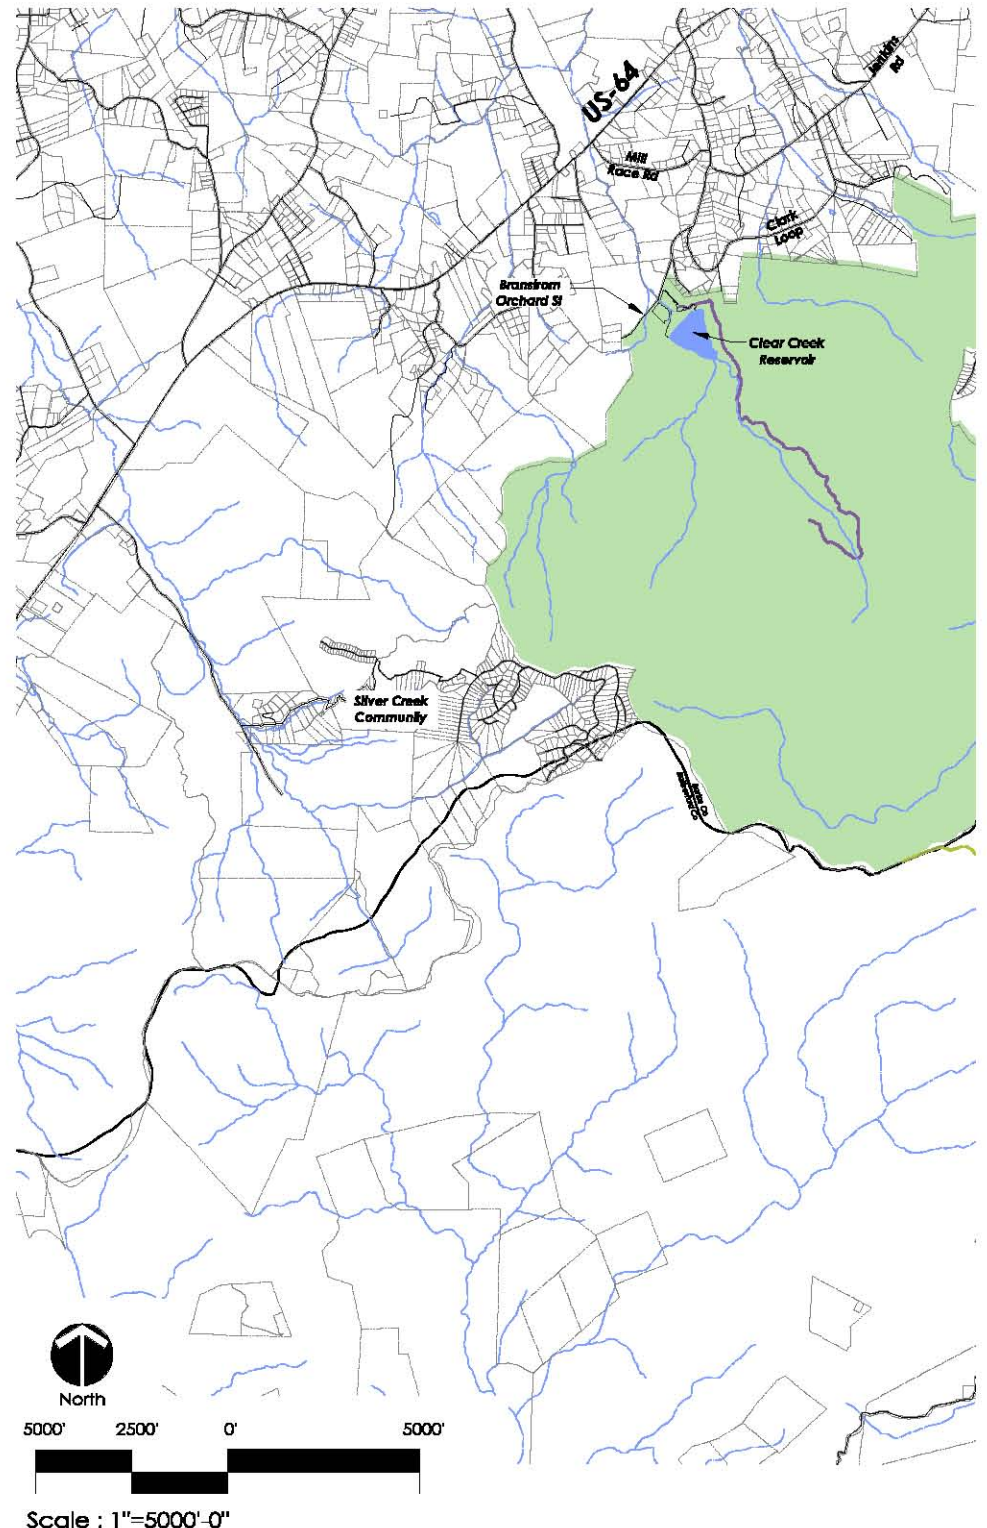 Jenkins
Rd
US-64
Mill
Race Rd
Clark
Loop
Branstrom
Orchard St
Clear Creek
Reservoir
Silver Creek
Community
North
5000' 2500' 0' 5000'
Scale : 1"=5000'-0"